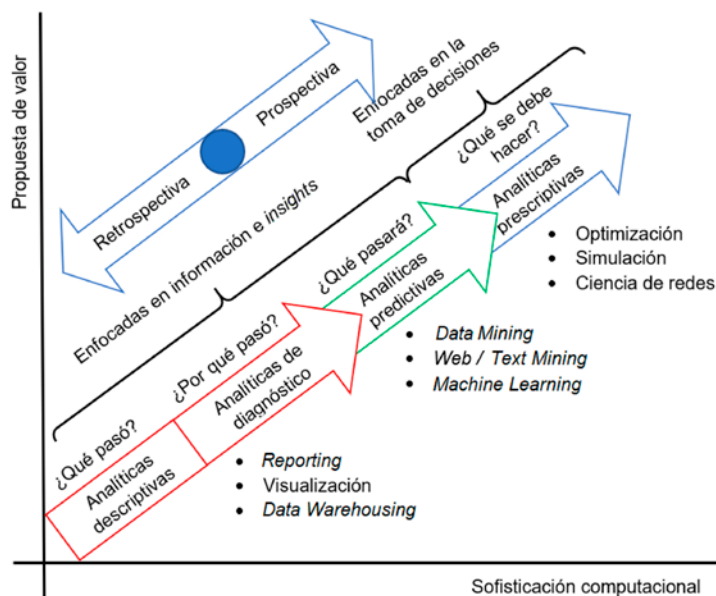 Propuesta de valor
Retrospectiva
Prospectiva
Enfocadas en la
toma de decisiones
Enfocadas en información e insights
¿Qué pasó?
Analíticas
descriptivas
¿Por qué pasó?
Analíticas de
diagnóstico
• Reporting
• Visualización
• Data Warehousing
¿Qué pasará?
Analíticas
predictivas
• Data Mining
• Web / Text Mining
• Machine Learning
¿Qué se debe
hacer?
Analíticas
prescriptivas
• Optimización
• Simulación
• Ciencia de redes
Sofisticación computacional